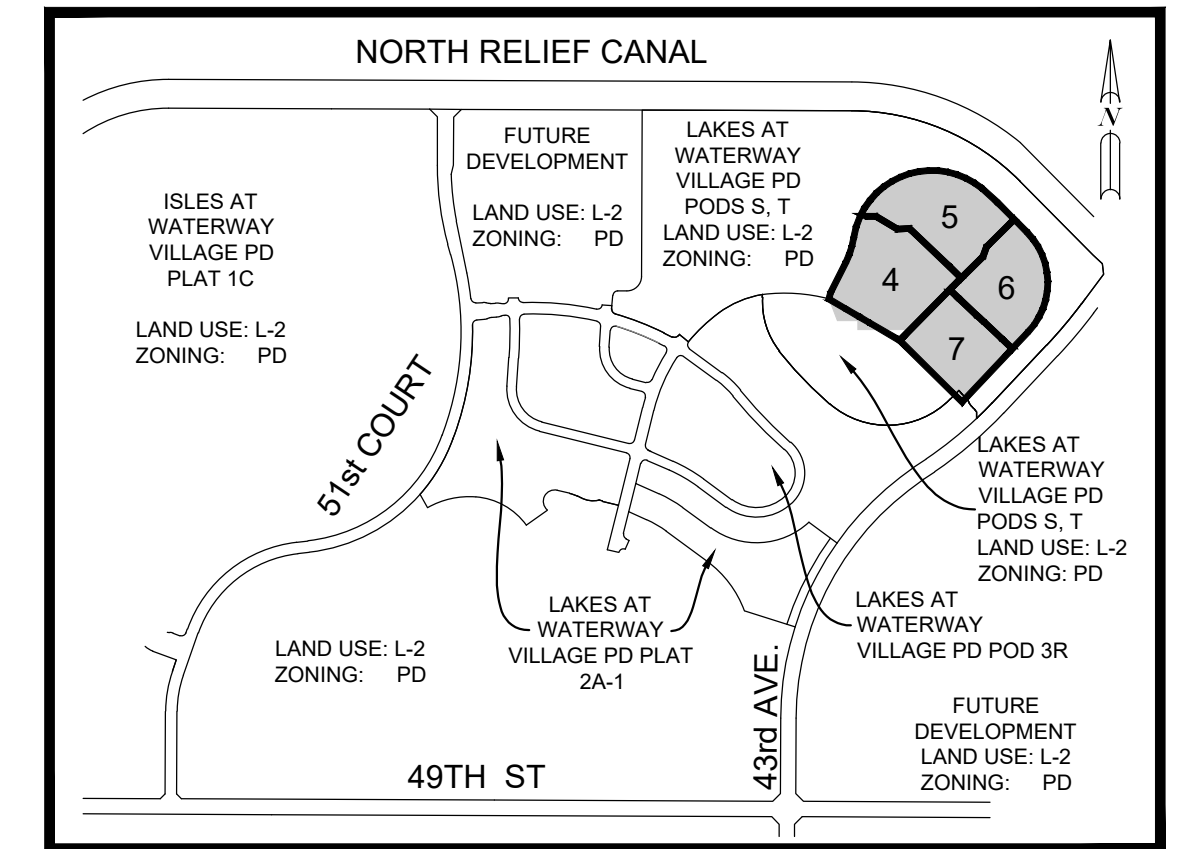 NORTH RELIEF CANAL
N
ISLES AT
WATERWAY
VILLAGE PD
PLAT 1C
LAND USE: L-2
ZONING: PD
FUTURE
DEVELOPMENT
LAND USE: L-2
ZONING: PD
LAKES AT
WATERWAY
VILLAGE PD
PODS S, T
LAND USE: L-2
ZONING: PD
5
4
6
7
51st COURT
LAKES AT
WATERWAY
VILLAGE PD
PODS S, T
LAND USE: L-2
ZONING: PD
LAKES AT
WATERWAY
VILLAGE PD POD 3R
LAKES AT
WATERWAY
VILLAGE PD PLAT
2A-1
LAND USE: L-2
ZONING: PD
43rd AVE.
FUTURE
DEVELOPMENT
LAND USE: L-2
ZONING: PD
49TH ST